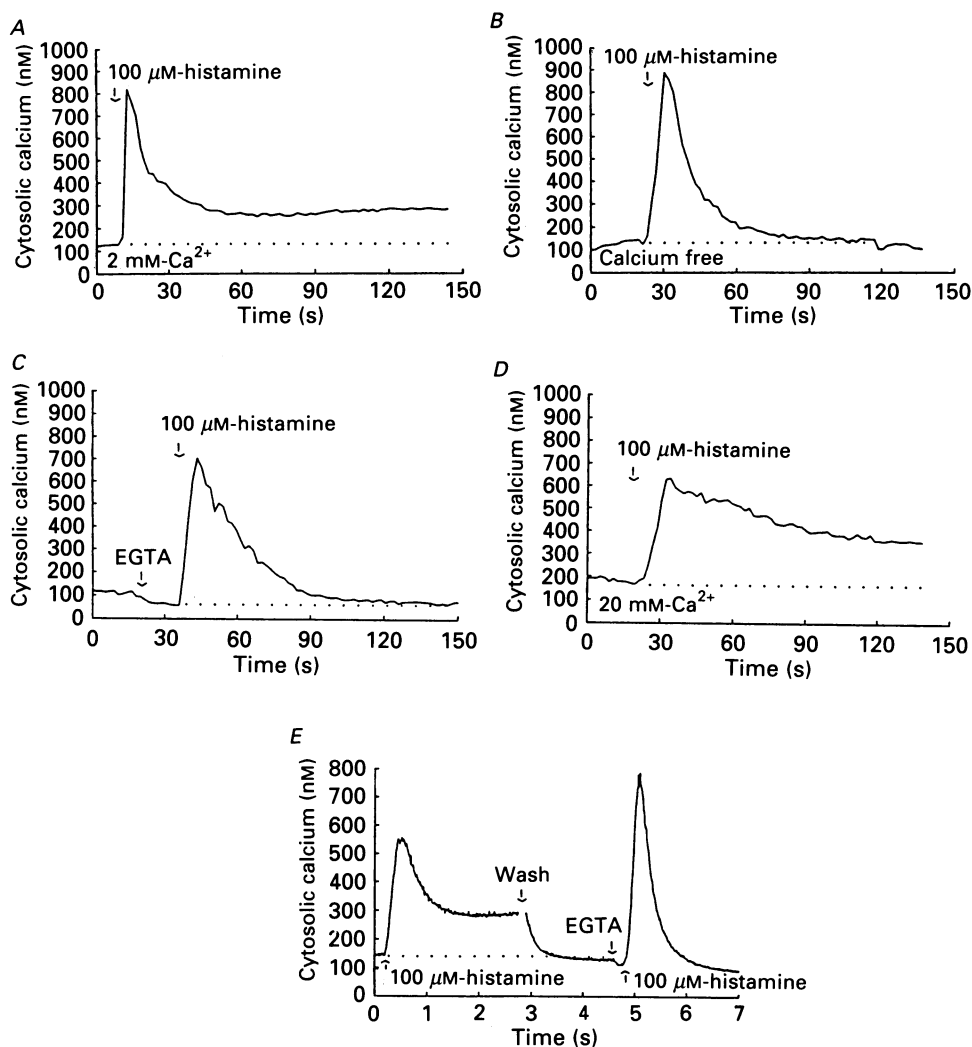 A
Cytosolic calcium (nM)
1000
900
800
700
600
500
400
300
200
100
0
100 μM-histamine
2 mM-Ca²⁺
0 30 60 90 120 150
Time (s)
B
Cytosolic calcium (nM)
1000
900
800
700
600
500
400
300
200
100
0
100 μM-histamine
Calcium free
0 30 60 90 120 150
Time (s)
C
Cytosolic calcium (nM)
1000
900
800
700
600
500
400
300
200
100
0
100 μM-histamine
EGTA
0 30 60 90 120 150
Time (s)
D
Cytosolic calcium (nM)
1000
900
800
700
600
500
400
300
200
100
0
100 μM-histamine
20 mM-Ca²⁺
0 30 60 90 120 150
Time (s)
E
Cytosolic calcium (nM)
800
700
600
500
400
300
200
100
0
Wash
EGTA
100 μM-histamine
100 μM-histamine
0 1 2 3 4 5 6 7
Time (s)